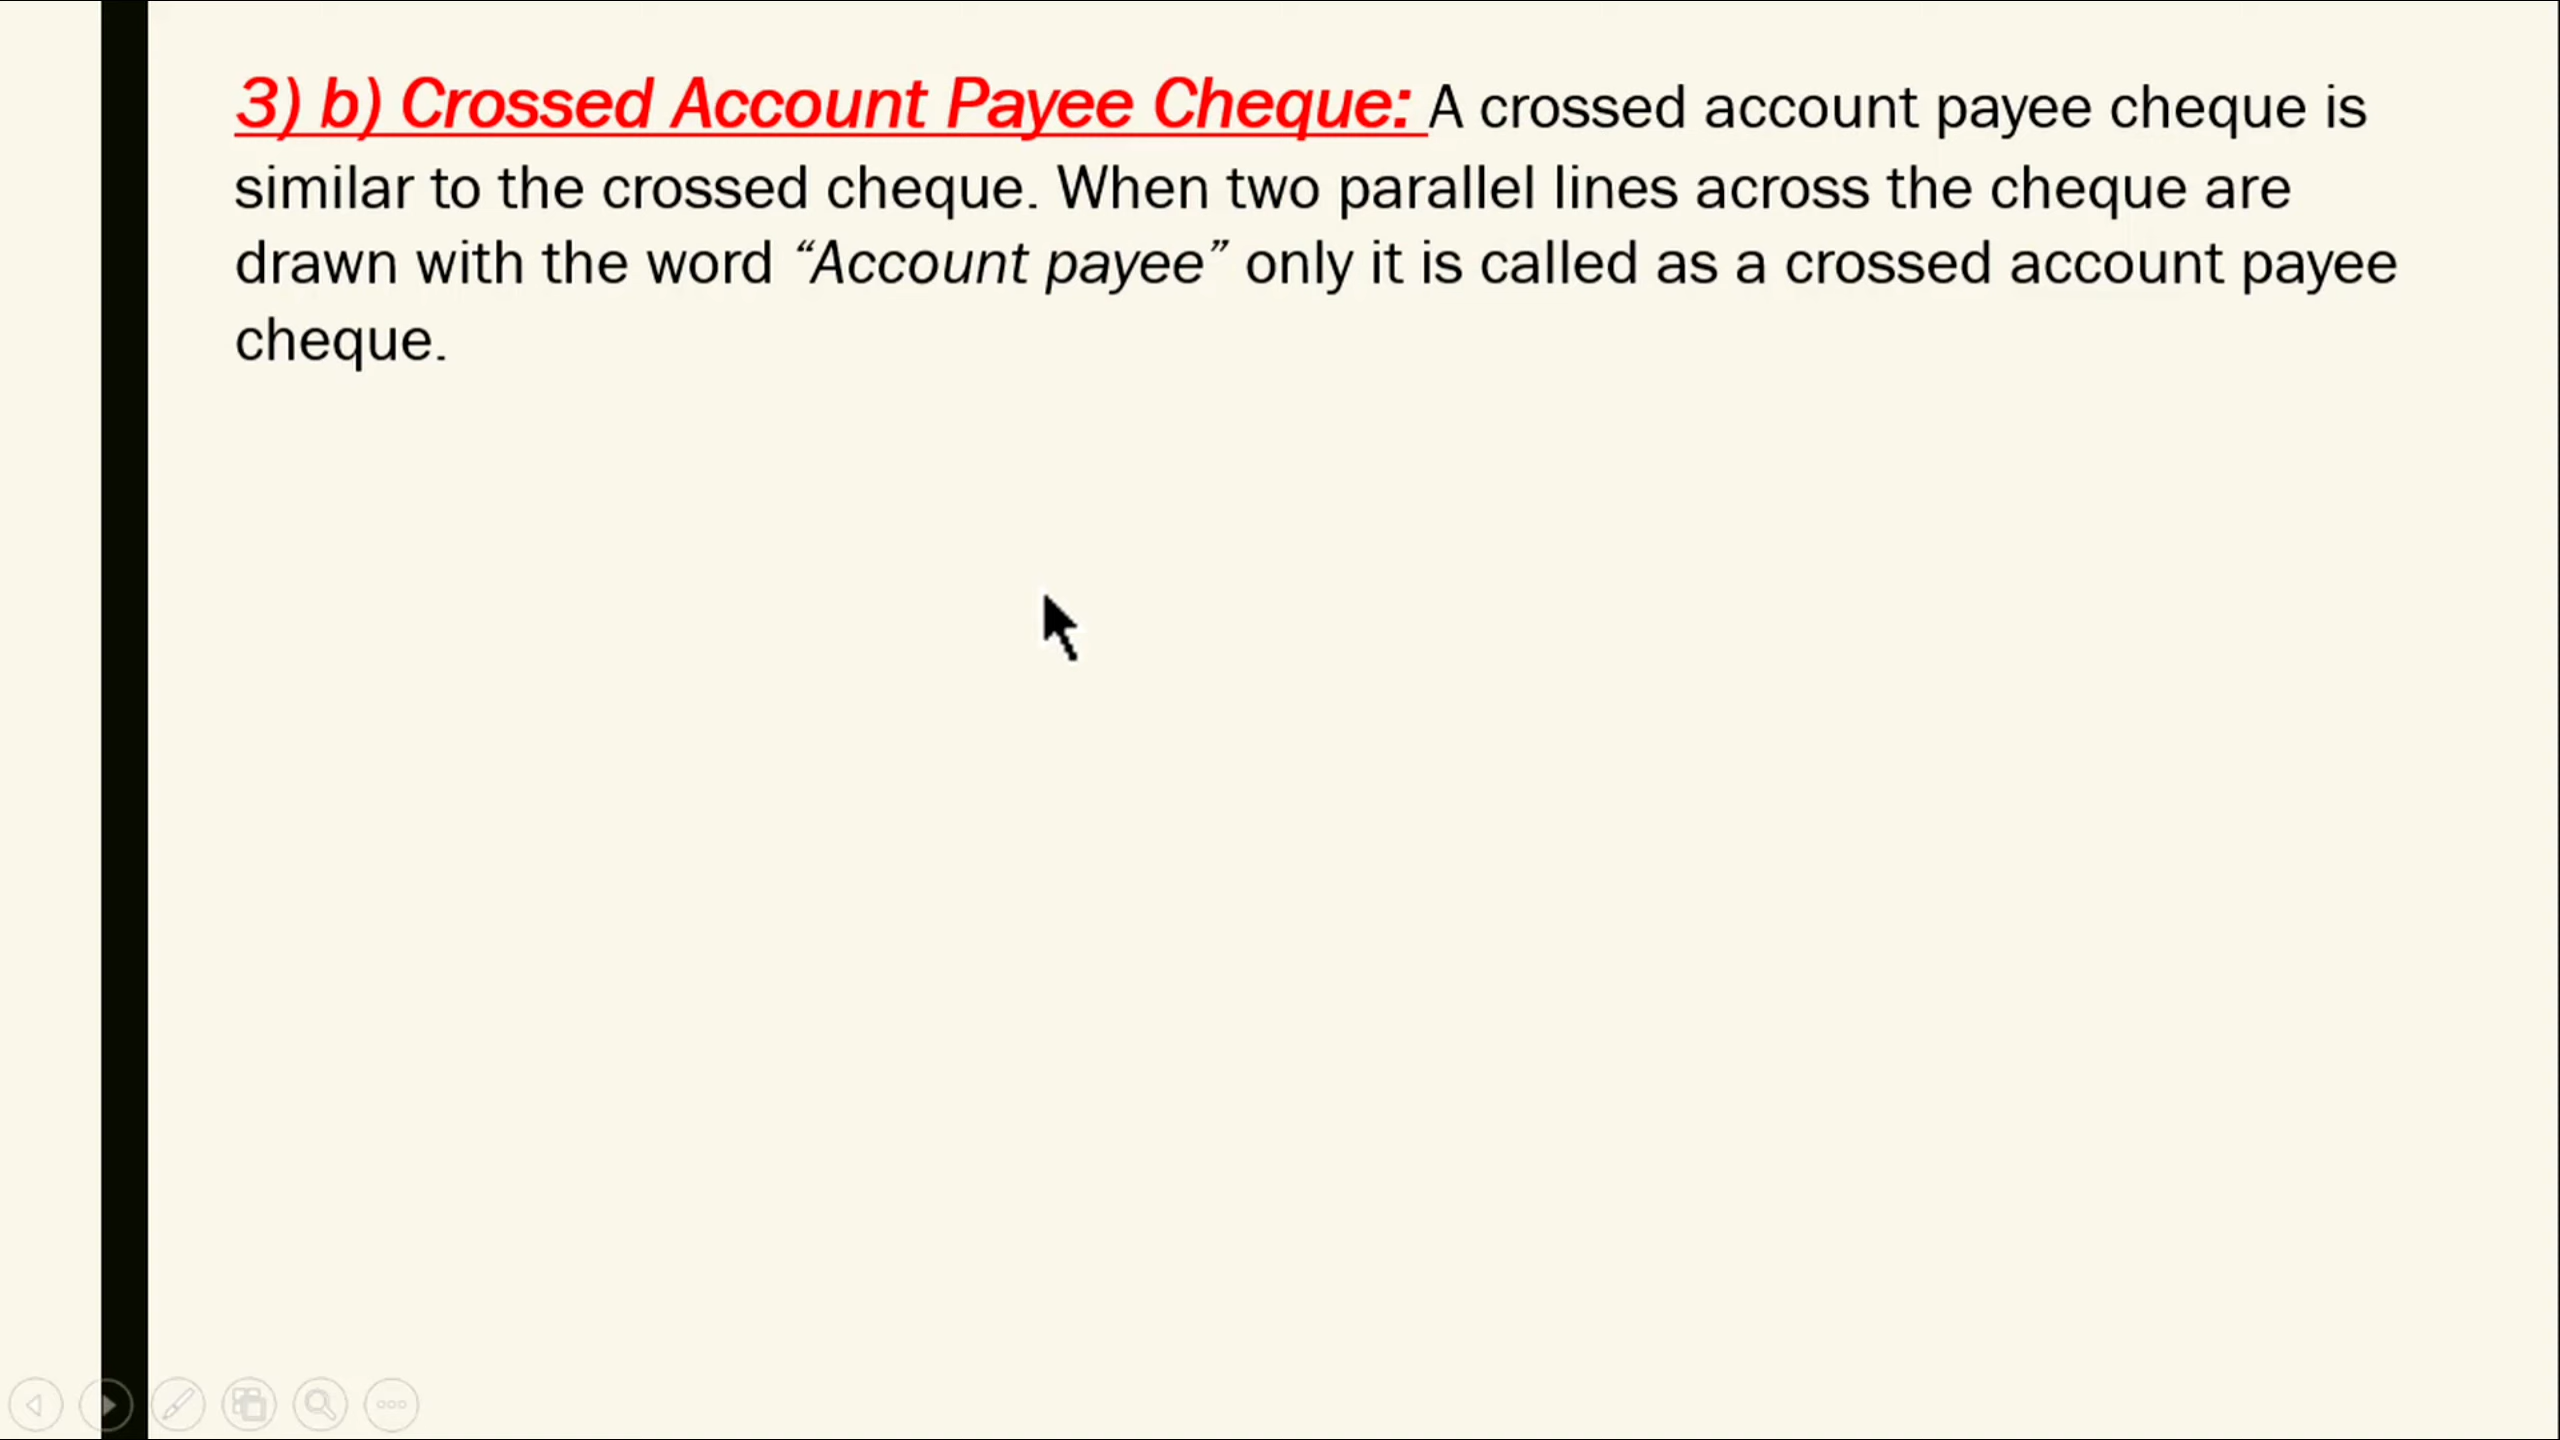 3) b) Crossed Account Payee Cheque: A crossed account payee cheque is
similar to the crossed cheque. When two parallel lines across the cheque are
drawn with the word “Account payee” only it is called as a crossed account payee
cheque.